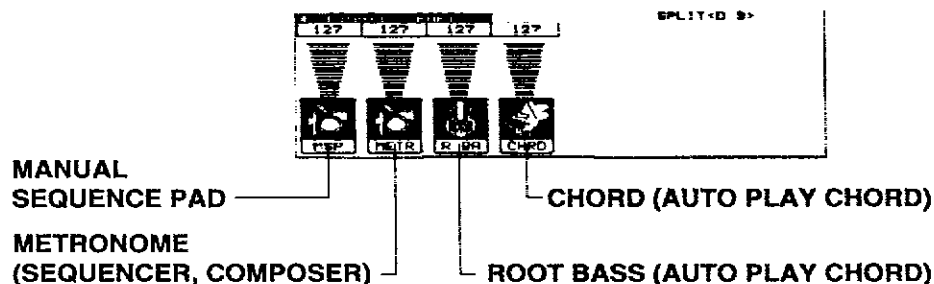 SPLIT<D 3>
127 127 127 127
MSP METR R BA CHRD
MANUAL
SEQUENCE PAD
CHORD (AUTO PLAY CHORD)
METRONOME
(SEQUENCER, COMPOSER)
ROOT BASS (AUTO PLAY CHORD)